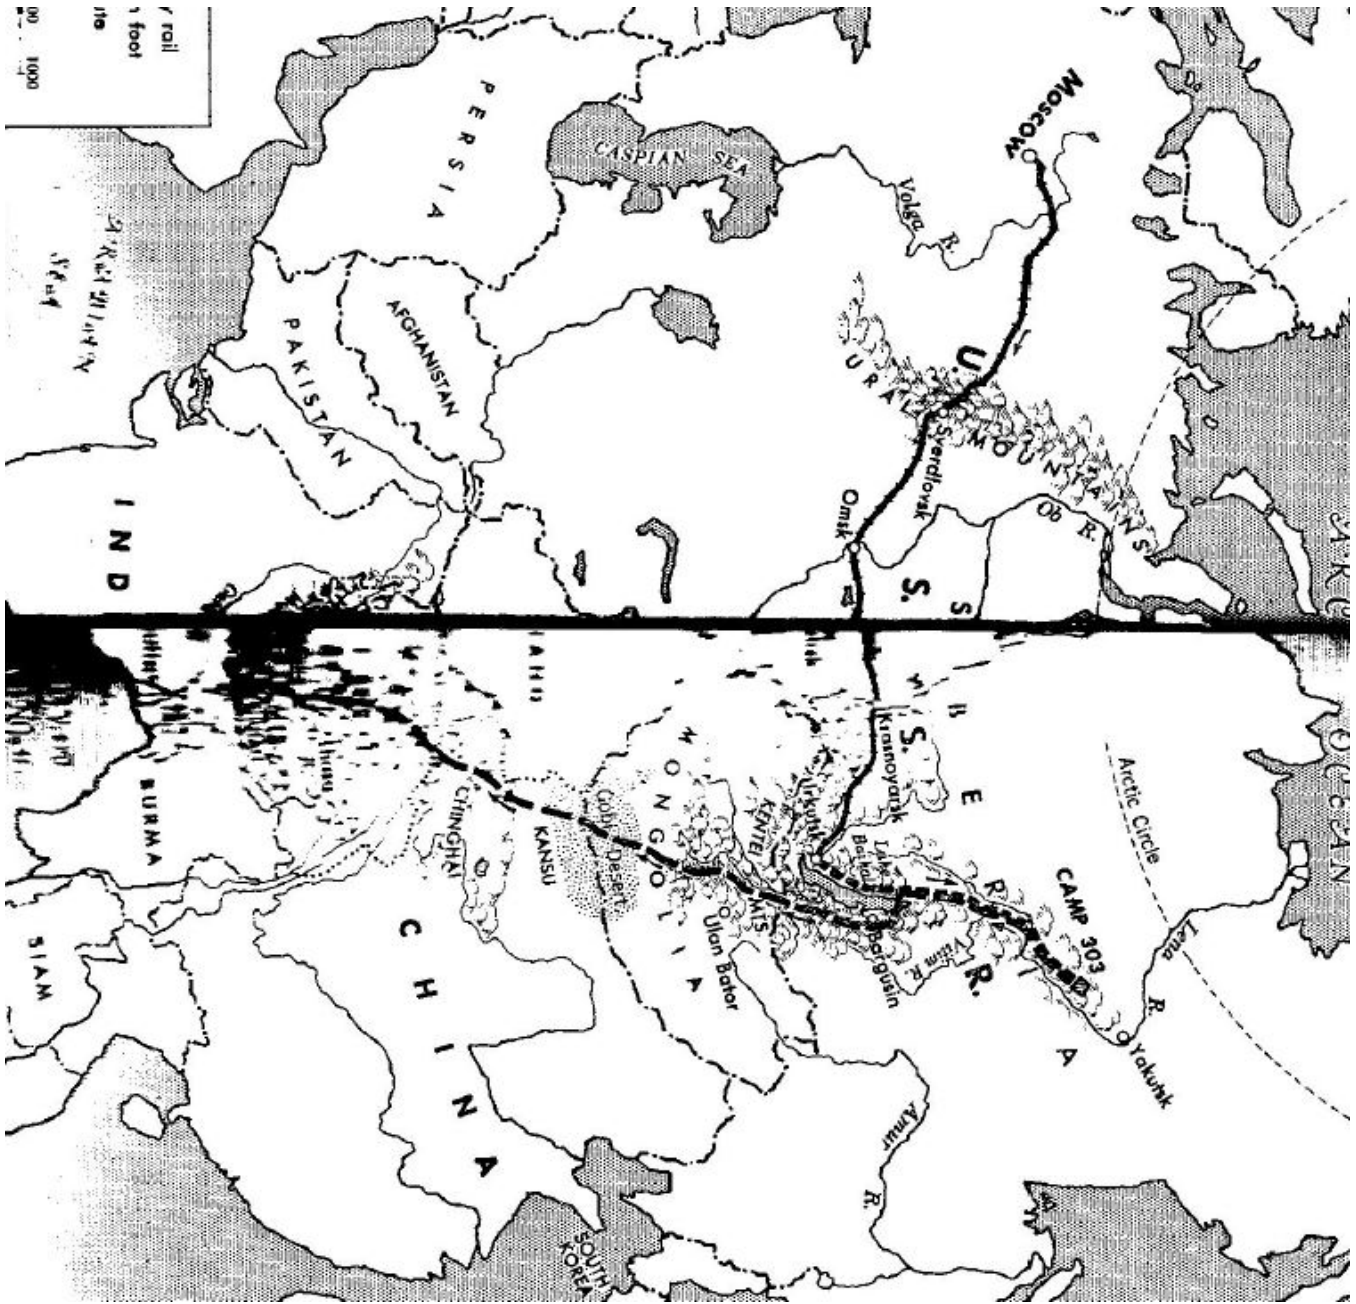 rail
foot
1000
PERSIA
CASPIAN SEA
Moscow
Volga R.
PAKISTAN
AFGHANISTAN
URAL MOUNTAINS
Sverdlovsk
Omsk
Ob R.
U. S. S. R.
IND
BURMA
SIAM
CHINGHAI
KANSU
CHINA
Gobi Desert
MONGOLIA
KENTEI MTS
Ulan Bator
Irkutsk
Krasnoyarsk
Lake Baikal
Bargusin
Vitim R.
CAMP 303
Arctic Circle
Lena R.
Yakutsk
Amur R.
OCEAN
SOUTH KOREA